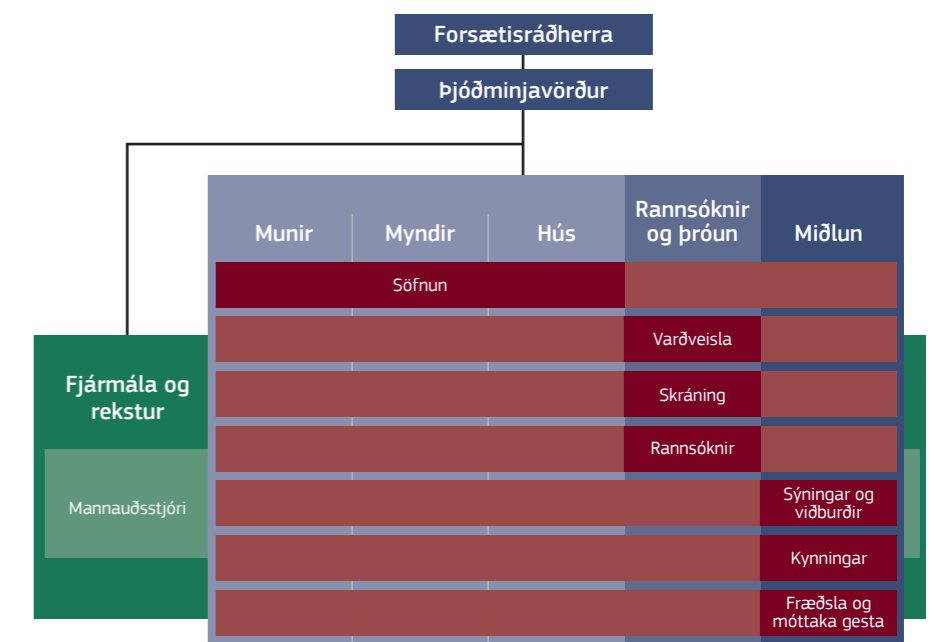 Forsætisráðherra
Þjóðminjavörður
Munir
Myndir
Hús
Rannsóknir
og þróun
Miðlun
Söfnun
Varðveisla
Fjármála og
rekstur
Skráning
Rannsóknir
Mannauðsstjóri
Sýningar og
viðburðir
Kynningar
Fræðsla og
móttaka gesta